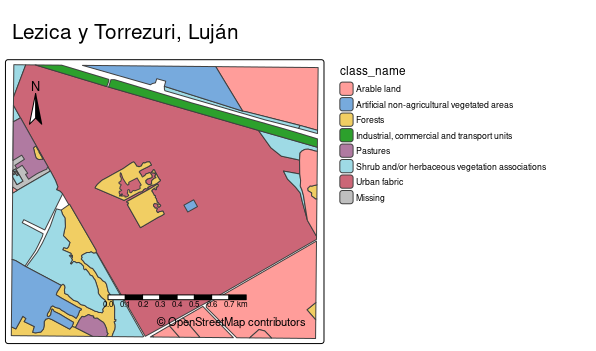 Lezica y Torrezuri, Luján
class_name
Arable land
Artificial non-agricultural vegetated areas
Forests
Industrial, commercial and transport units
Pastures
Shrub and/or herbaceous vegetation associations
Urban fabric
Missing
N
0.0 0.1 0.2 0.3 0.4 0.5 0.6 0.7 km
© OpenStreetMap contributors